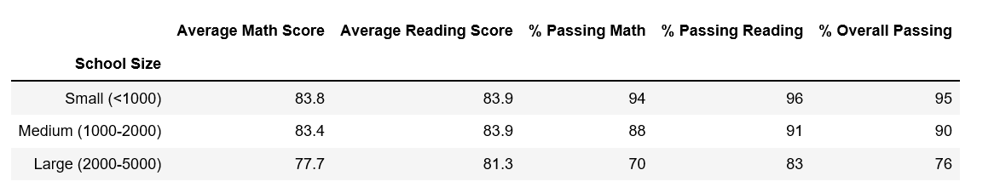 Average Math Score Average Reading Score % Passing Math % Passing Reading % Overall Passing
School Size
Small (<1000) 83.8 83.9 94 96 95
Medium (1000-2000) 83.4 83.9 88 91 90
Large (2000-5000) 77.7 81.3 70 83 76